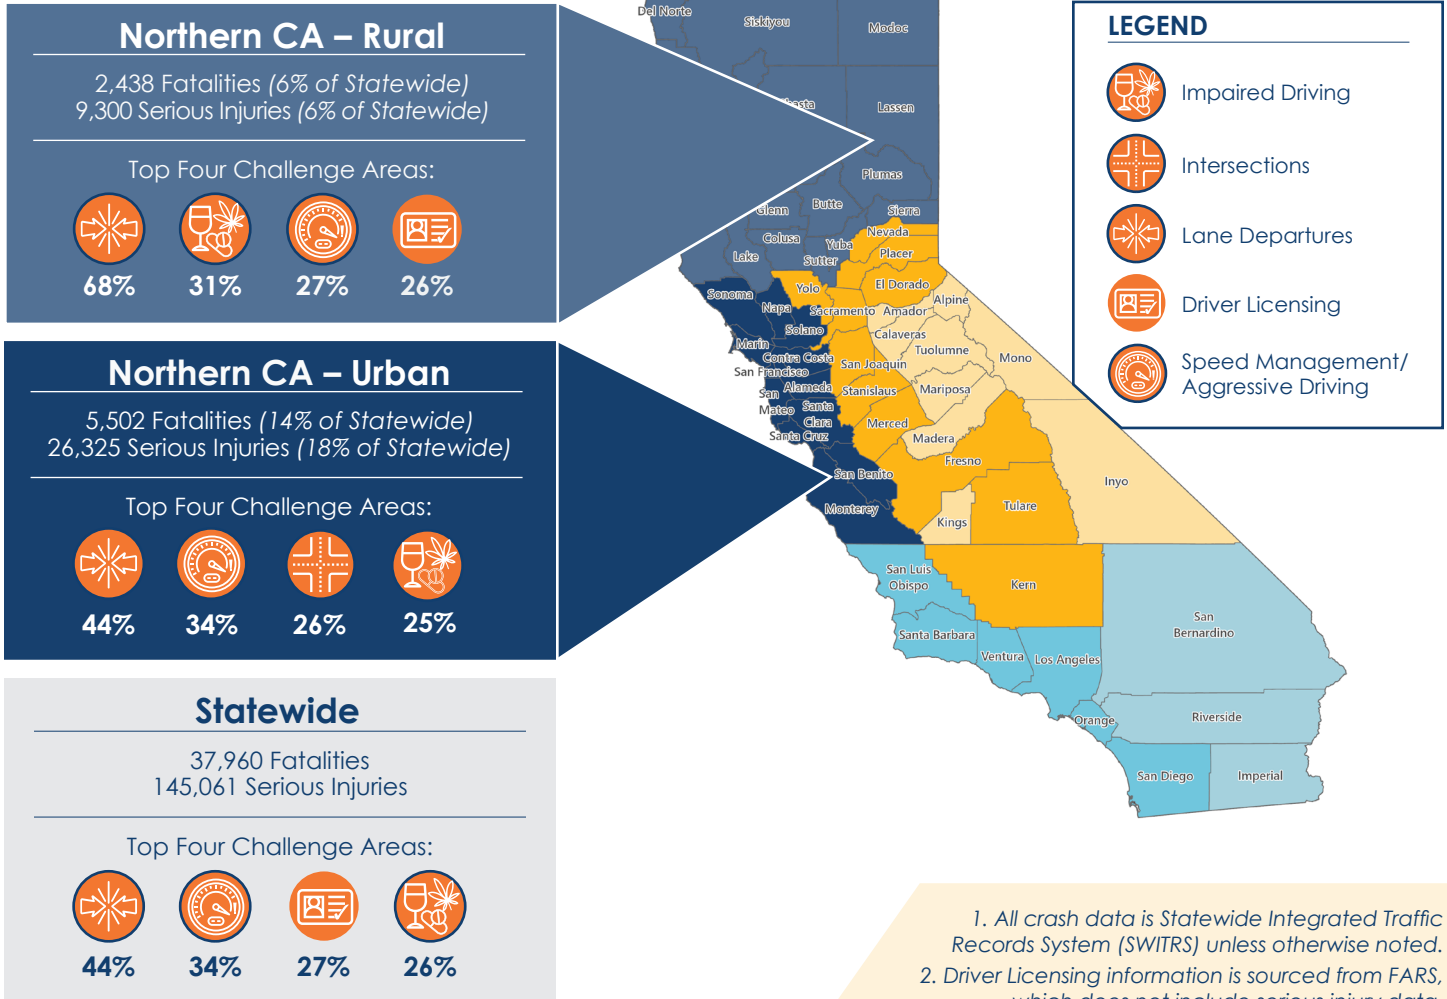 Northern CA – Rural
2,438 Fatalities (6% of Statewide)
9,300 Serious Injuries (6% of Statewide)
Top Four Challenge Areas:
68% 31% 27% 26%
Northern CA – Urban
5,502 Fatalities (14% of Statewide)
26,325 Serious Injuries (18% of Statewide)
Top Four Challenge Areas:
44% 34% 26% 25%
Statewide
37,960 Fatalities
145,061 Serious Injuries
Top Four Challenge Areas:
44% 34% 27% 26%
Del Norte
Siskiyou
Modoc
Lassen
Plumas
Glenn
Butte
Sierra
Colusa
Yuba
Nevada
Lake
Sutter
Placer
Sonoma
Yolo
El Dorado
Napa
Sacramento
Amador
Alpine
Solano
Calaveras
Marin
Contra Costa
San Joaquin
Tuolumne
Mono
San Francisco
Alameda
Stanislaus
Mariposa
San
Mateo
Santa
Clara
Merced
Santa Cruz
Madera
Fresno
San Benito
Inyo
Monterey
Kings
Tulare
San Luis
Obispo
Kern
Santa Barbara
Ventura
Los Angeles
San
Bernardino
Orange
Riverside
San Diego
Imperial
LEGEND
Impaired Driving
Intersections
Lane Departures
Driver Licensing
Speed Management/
Aggressive Driving
1. All crash data is Statewide Integrated Traffic
Records System (SWITRS) unless otherwise noted.
2. Driver Licensing information is sourced from FARS,
which does not include serious injury data.